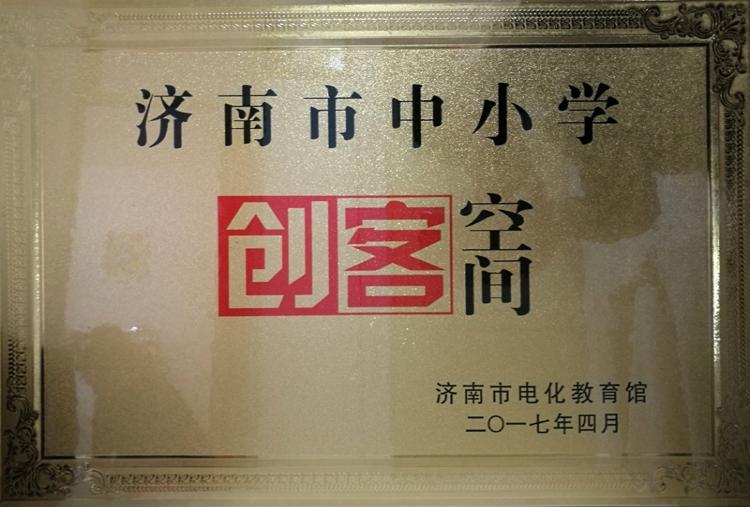 济南市中小学
创客空间
济南市电化教育馆
二〇一七年四月